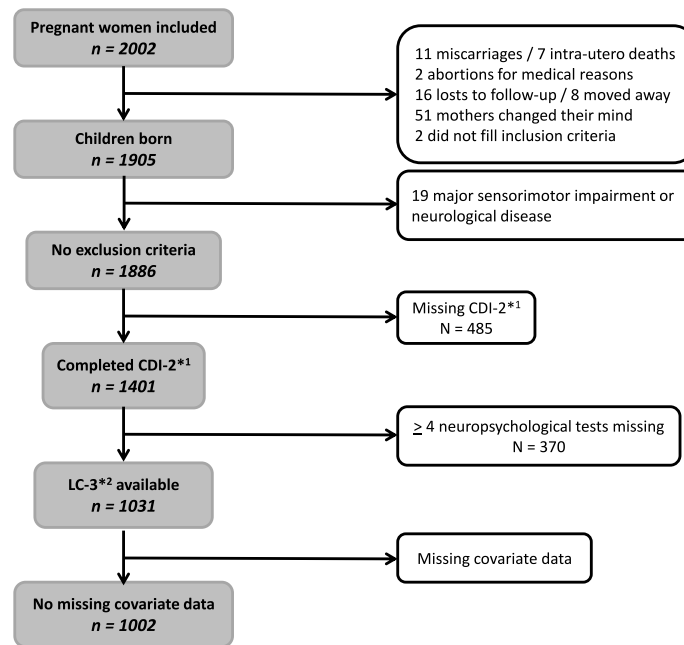 Pregnant women included
n = 2002
11 miscarriages / 7 intra-utero deaths
2 abortions for medical reasons
16 losts to follow-up / 8 moved away
51 mothers changed their mind
2 did not fill inclusion criteria
Children born
n = 1905
19 major sensorimotor impairment or
neurological disease
No exclusion criteria
n = 1886
Missing CDI-2*1
N = 485
Completed CDI-2*1
n = 1401
≥ 4 neuropsychological tests missing
N = 370
LC-3*2 available
n = 1031
Missing covariate data
No missing covariate data
n = 1002